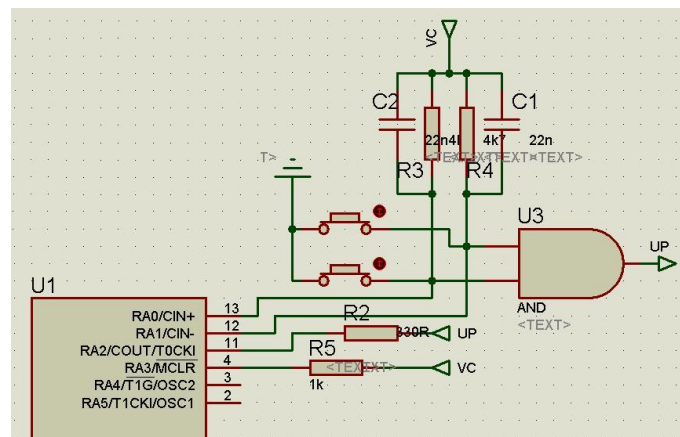 VC
C2
C1
22n
4k7
22n
T>
R3
R4
U3
UP
U1
AND
<TEXT>
RA0/CIN+
13
RA1/CIN-
12
RA2/COUT/T0CKI
11
R2
330R
UP
RA3/MCLR
4
R5
VC
RA4/T1G/OSC2
3
1k
RA5/T1CKI/OSC1
2